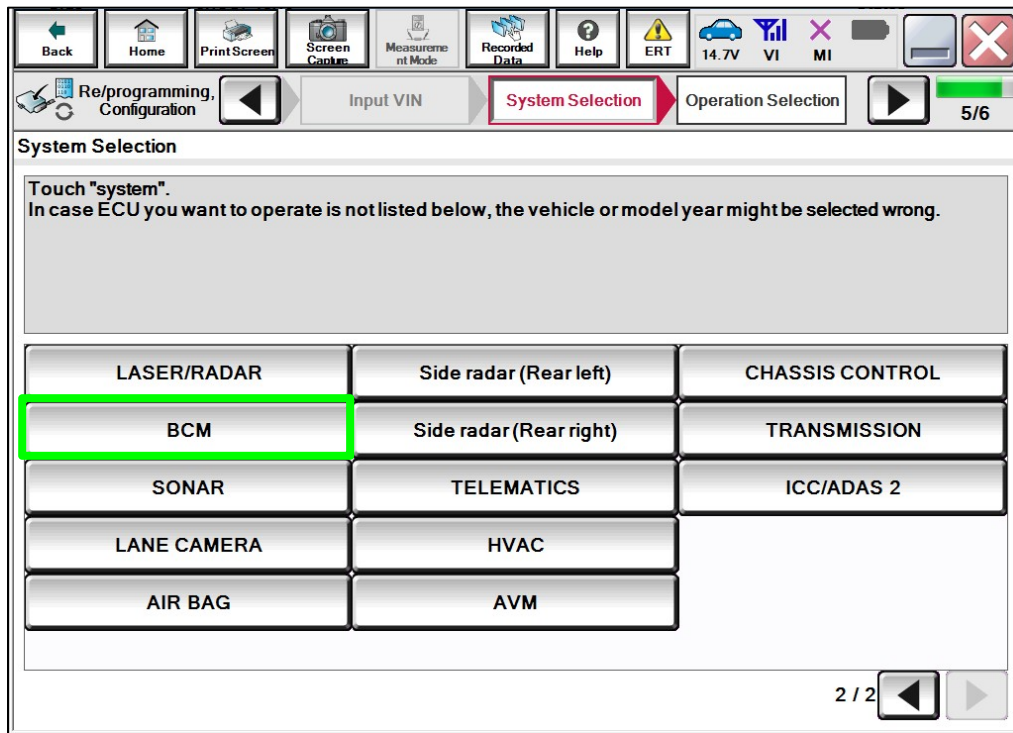 Back
Home
Print Screen
Screen
Capture
Measureme
nt Mode
Recorded
Data
Help
ERT
14.7V
VI
MI
Re/programming,
Configuration
Input VIN
System Selection
Operation Selection
5/6
System Selection
Touch "system".
In case ECU you want to operate is not listed below, the vehicle or model year might be selected wrong.
LASER/RADAR
Side radar (Rear left)
CHASSIS CONTROL
BCM
Side radar (Rear right)
TRANSMISSION
SONAR
TELEMATICS
ICC/ADAS 2
LANE CAMERA
HVAC
AIR BAG
AVM
2 / 2